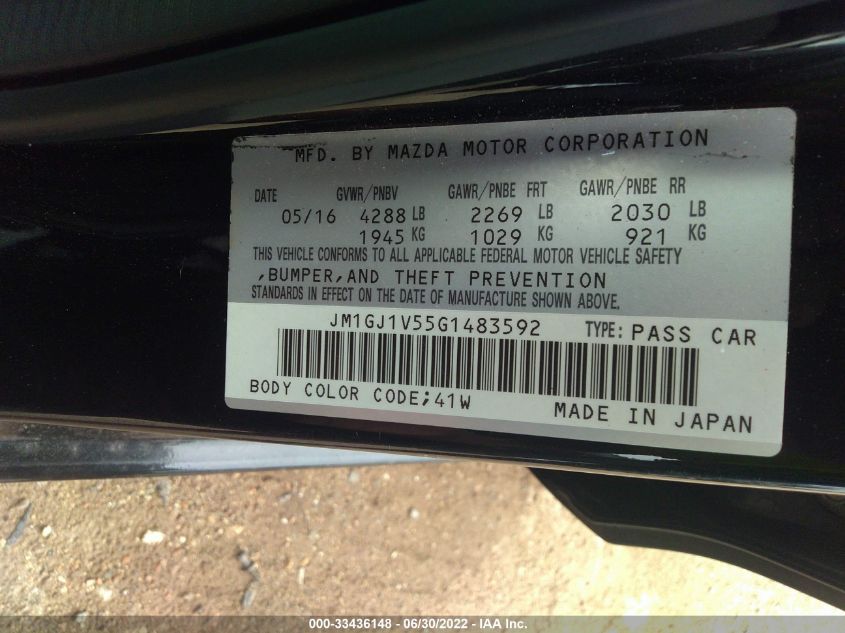 MFD. BY MAZDA MOTOR CORPORATION
DATE GVWR/PNBV GAWR/PNBE FRT GAWR/PNBE RR
05/16 4288 LB 2269 LB 2030 LB
1945 KG 1029 KG 921 KG
THIS VEHICLE CONFORMS TO ALL APPLICABLE FEDERAL MOTOR VEHICLE SAFETY
,BUMPER,AND THEFT PREVENTION
STANDARDS IN EFFECT ON THE DATE OF MANUFACTURE SHOWN ABOVE.
JM1GJ1V55G1483592 TYPE: PASS CAR
BODY COLOR CODE;41W MADE IN JAPAN
000-33436148 - 06/30/2022 - IAA Inc.